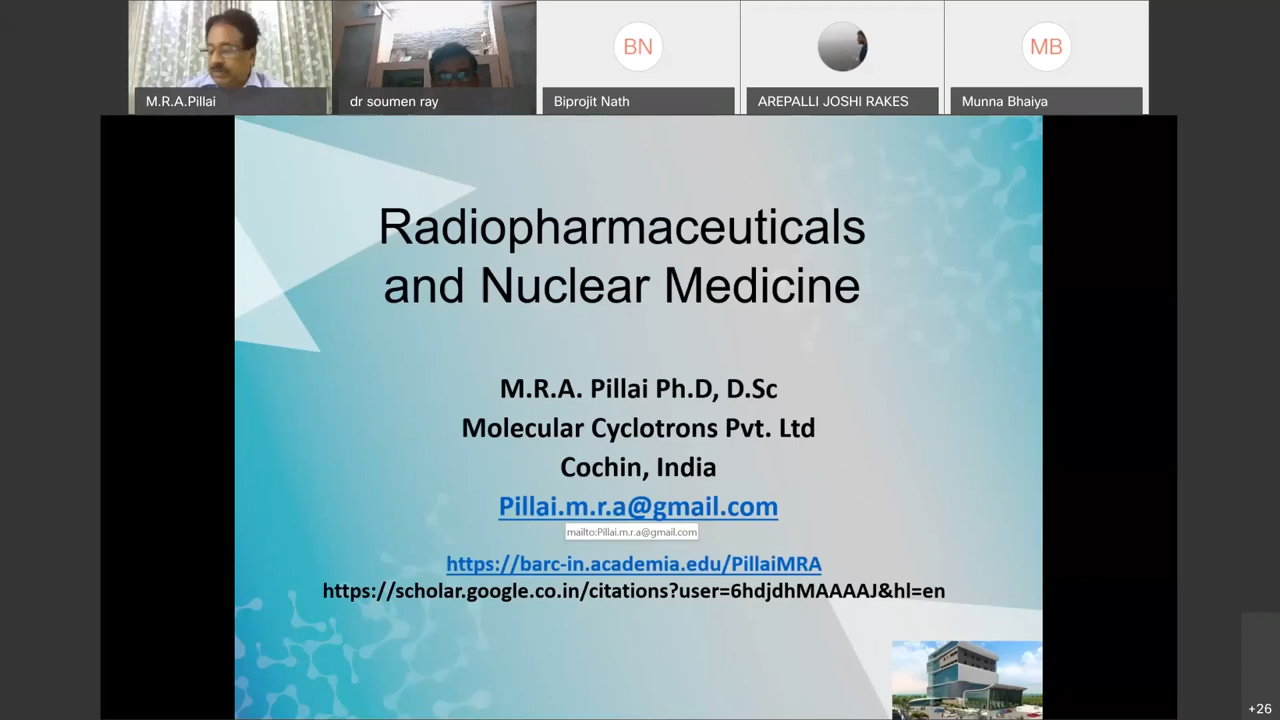 M.R.A.Pillai
dr soumen ray
BN
Biprojit Nath
AREPALLI JOSHI RAKES
MB
Munna Bhaiya
Radiopharmaceuticals
and Nuclear Medicine
M.R.A. Pillai Ph.D, D.Sc
Molecular Cyclotrons Pvt. Ltd
Cochin, India
Pillai.m.r.a@gmail.com
mailto:Pillai.m.r.a@gmail.com
https://barc-in.academia.edu/PillaiMRA
https://scholar.google.co.in/citations?user=6hdjdhMAAAAJ&hl=en
+26